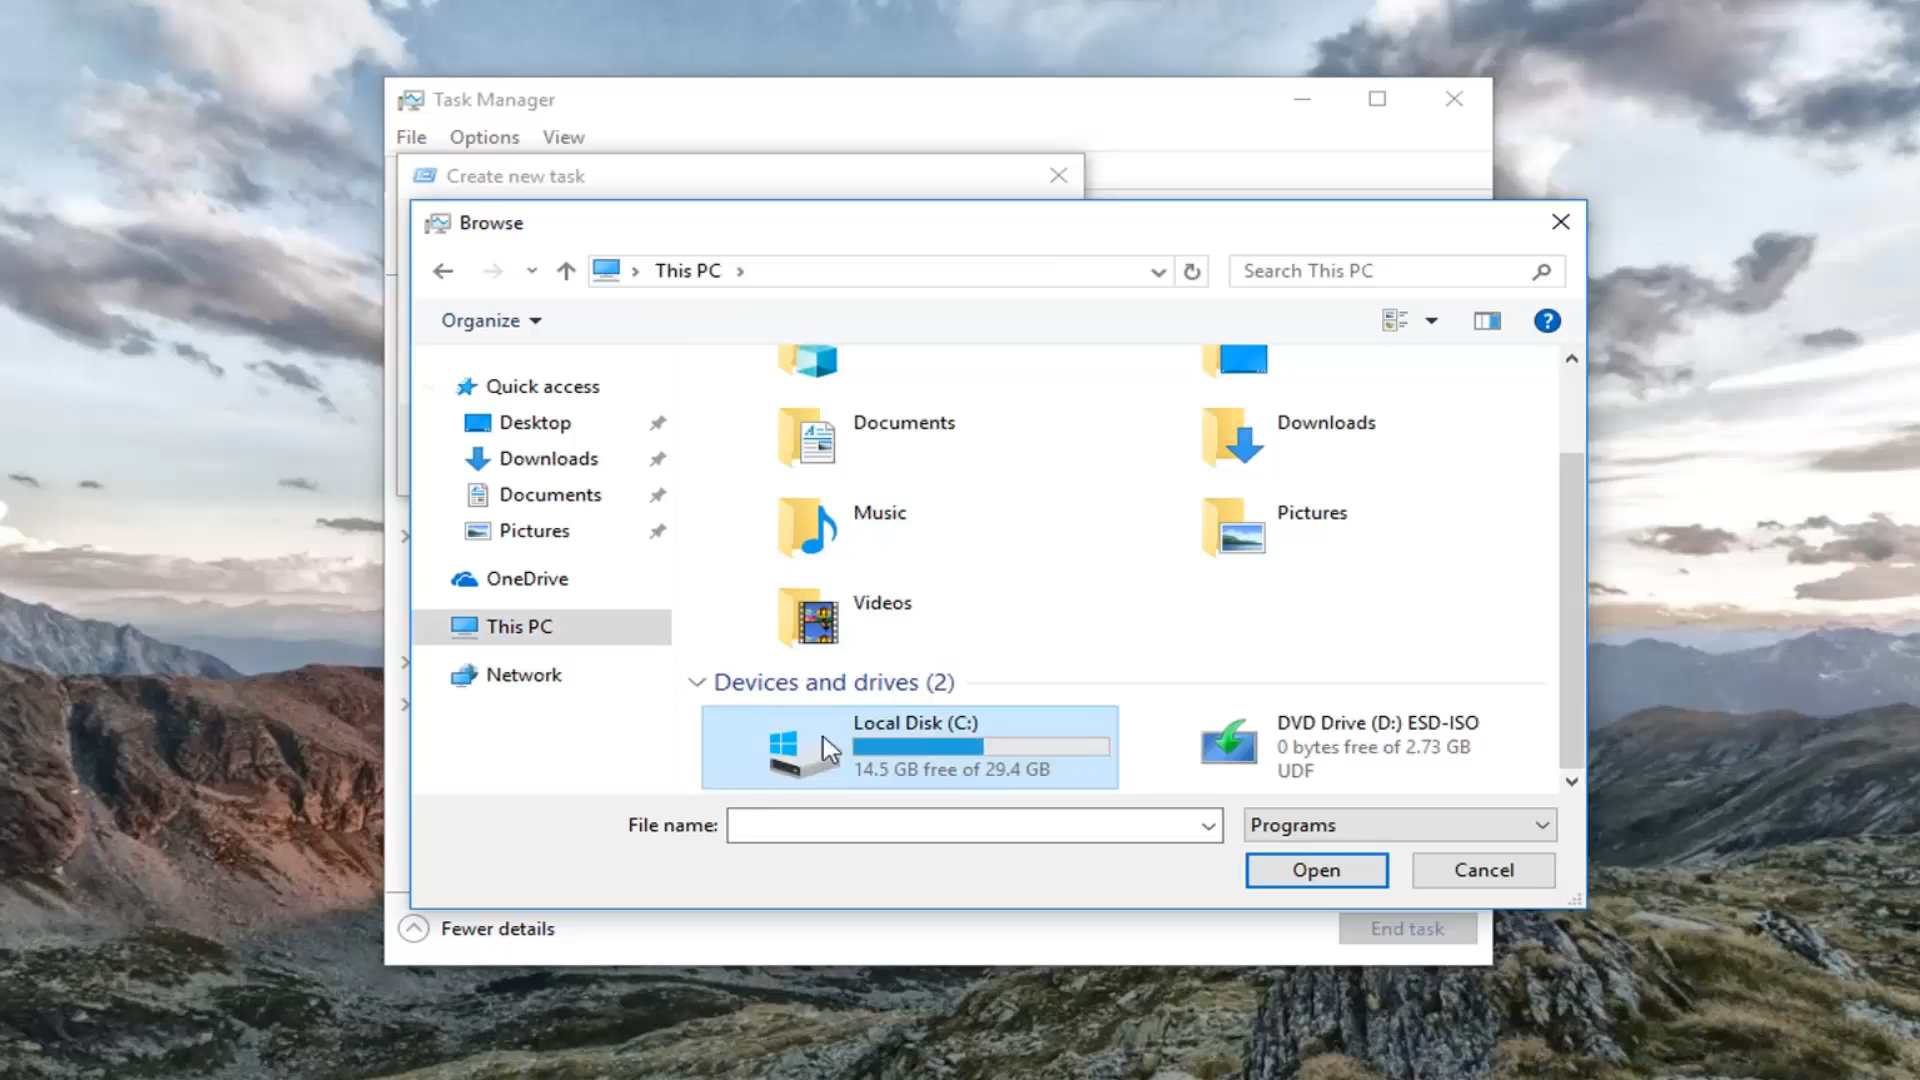 Task Manager
File Options View
Create new task
Browse
This PC
Search This PC
Organize
Quick access
Desktop
Downloads
Documents
Pictures
OneDrive
This PC
Network
Documents
Downloads
Music
Pictures
Videos
Devices and drives (2)
Local Disk (C:)
14.5 GB free of 29.4 GB
DVD Drive (D:) ESD-ISO
0 bytes free of 2.73 GB
UDF
File name:
Programs
Open
Cancel
Fewer details
End task